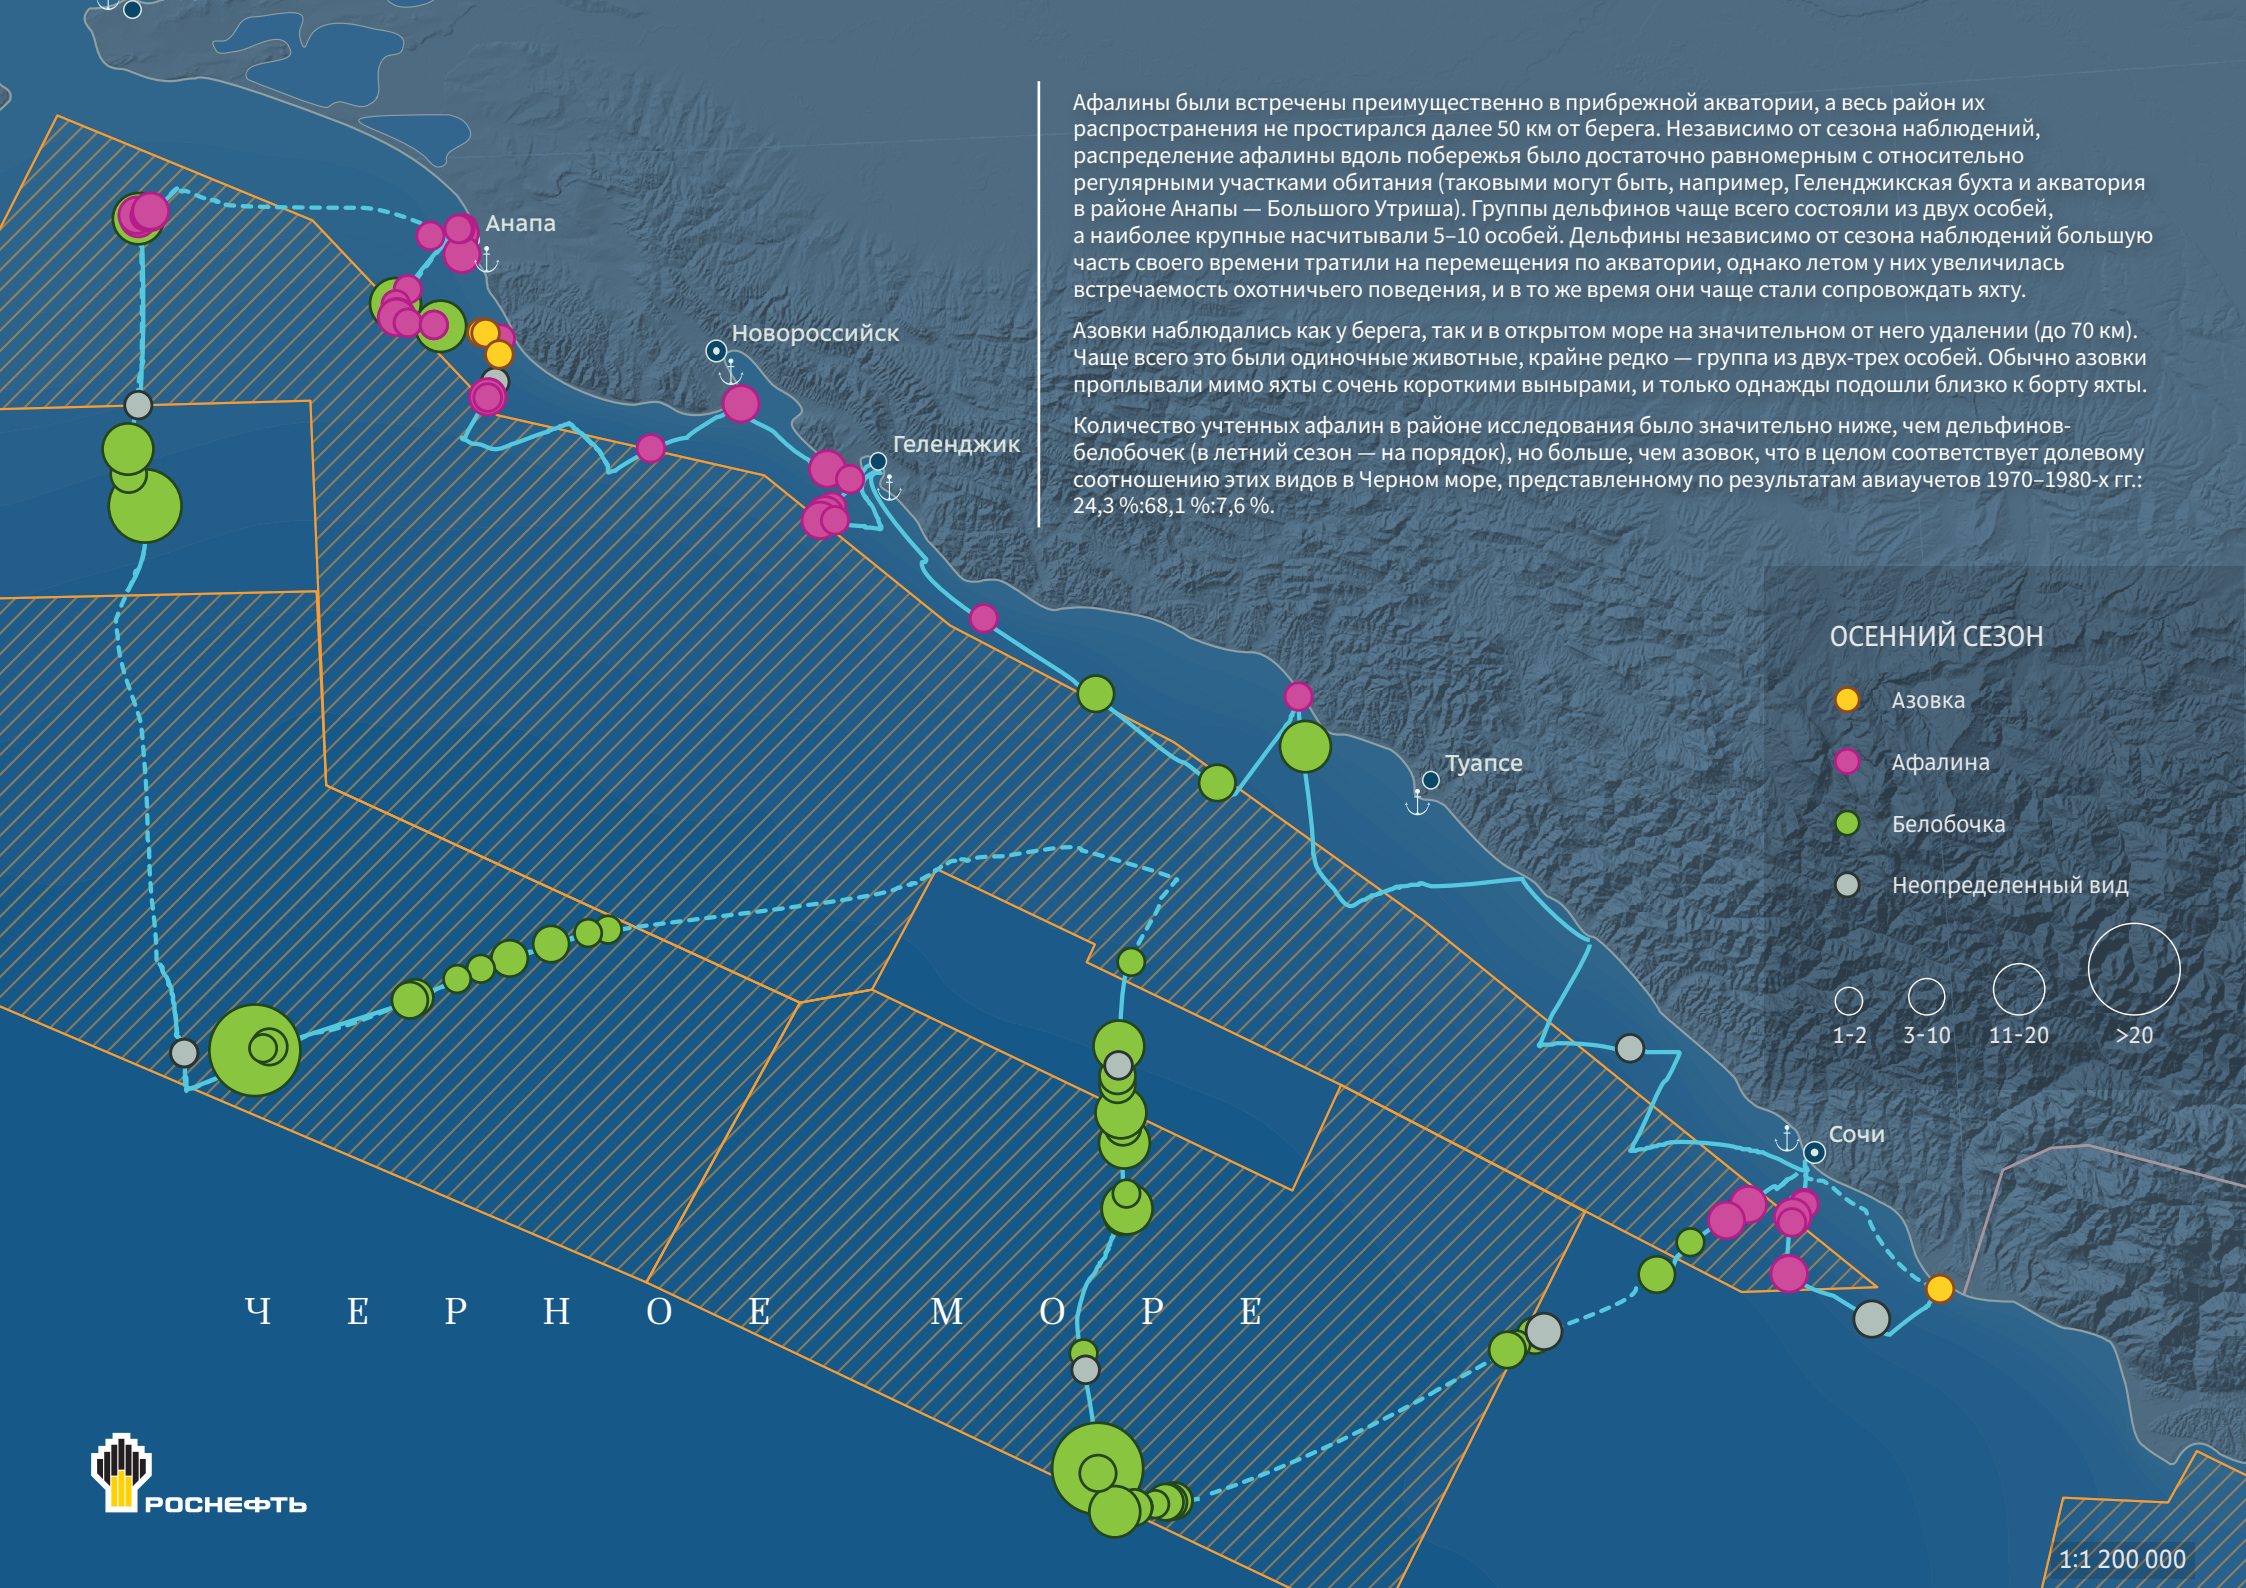 Афалины были встречены преимущественно в прибрежной акватории, а весь район их
распространения не простирался далее 50 км от берега. Независимо от сезона наблюдений,
распределение афалины вдоль побережья было достаточно равномерным с относительно
регулярными участками обитания (таковыми могут быть, например, Геленджикская бухта и акватория
в районе Анапы — Большого Утриша). Группы дельфинов чаще всего состояли из двух особей,
а наиболее крупные насчитывали 5–10 особей. Дельфины независимо от сезона наблюдений большую
часть своего времени тратили на перемещения по акватории, однако летом у них увеличилась
встречаемость охотничьего поведения, и в то же время они чаще стали сопровождать яхту.
Азовки наблюдались как у берега, так и в открытом море на значительном от него удалении (до 70 км).
Чаще всего это были одиночные животные, крайне редко — группа из двух-трех особей. Обычно азовки
проплывали мимо яхты с очень короткими вынырами, и только однажды подошли близко к борту яхты.
Количество учтенных афалин в районе исследования было значительно ниже, чем дельфинов-
белобочек (в летний сезон — на порядок), но больше, чем азовок, что в целом соответствует долевому
соотношению этих видов в Черном море, представленному по результатам авиаучетов 1970–1980-х гг.:
24,3 %:68,1 %:7,6 %.
Анапа
Новороссийск
Геленджик
Туапсе
Сочи
ОСЕННИЙ СЕЗОН
Азовка
Афалина
Белобочка
Неопределенный вид
1-2 3-10 11-20 >20
ЧЕРНОЕ МОРЕ
РОСНЕФТЬ
1:1 200 000